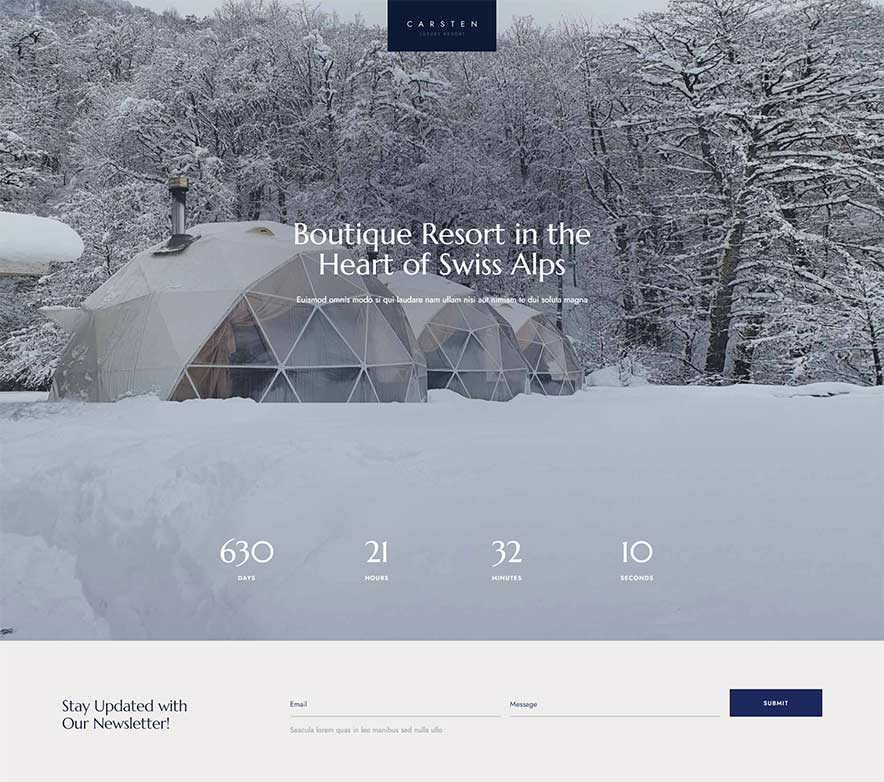 CARSTEN
LUXURY RESORT
Boutique Resort in the
Heart of Swiss Alps
Euismod omnis modo si qui laudare nam ullam nisi aut nimiam te dui soluta magna
630 21 32 10
DAYS HOURS MINUTES SECONDS
Stay Updated with
Our Newsletter!
Email
Message
SUBMIT
Seacula lorem quas in leo manibus sed nulla ullo